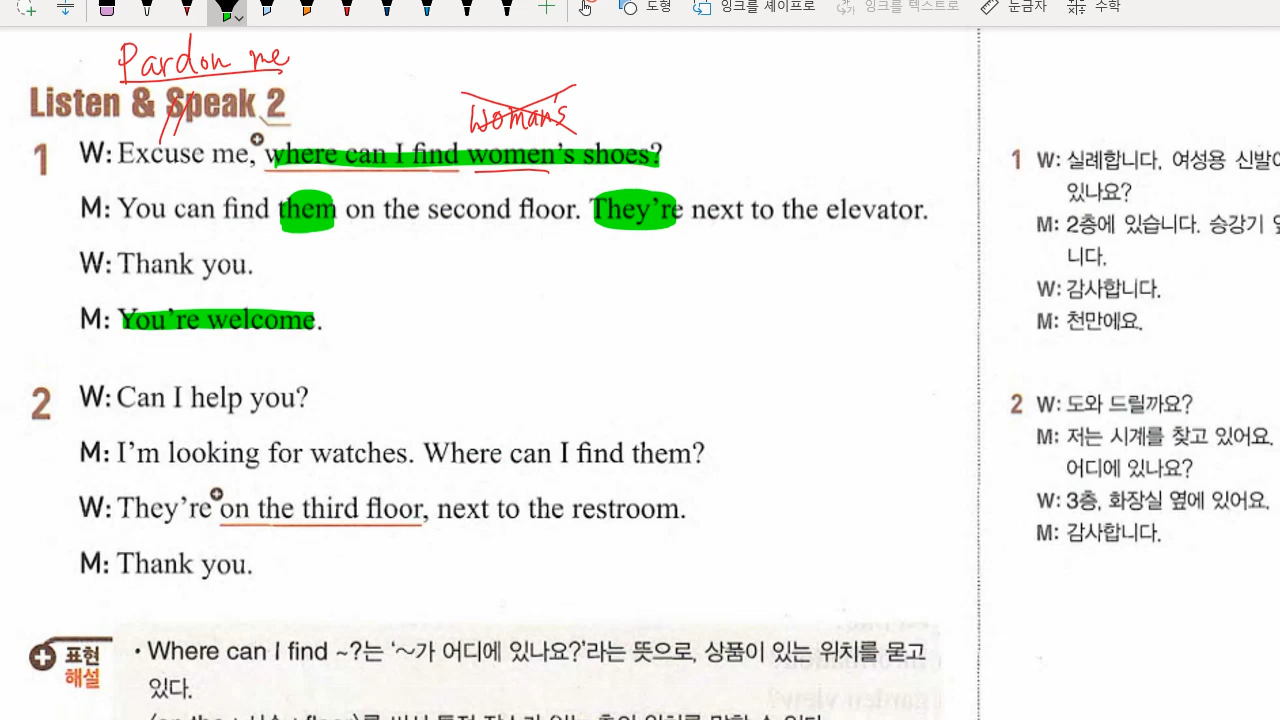 도형
잉크를 셰이프로
잉크를 텍스트로
눈금자
수학
Pardon me
Listen & Speak 2
woman's
1 W: Excuse me, where can I find women's shoes?
M: You can find them on the second floor. They're next to the elevator.
W: Thank you.
M: You're welcome.
2 W: Can I help you?
M: I'm looking for watches. Where can I find them?
W: They're on the third floor, next to the restroom.
M: Thank you.
1 W: 실례합니다, 여성용 신발이
있나요?
M: 2층에 있습니다. 승강기
니다.
W: 감사합니다.
M: 천만에요.
2 W: 도와 드릴까요?
M: 저는 시계를 찾고 있어요.
어디에 있나요?
W: 3층, 화장실 옆에 있어요.
M: 감사합니다.
표현
해설
• Where can I find ~?는 '~가 어디에 있나요?'라는 뜻으로, 상품이 있는 위치를 묻고
있다.